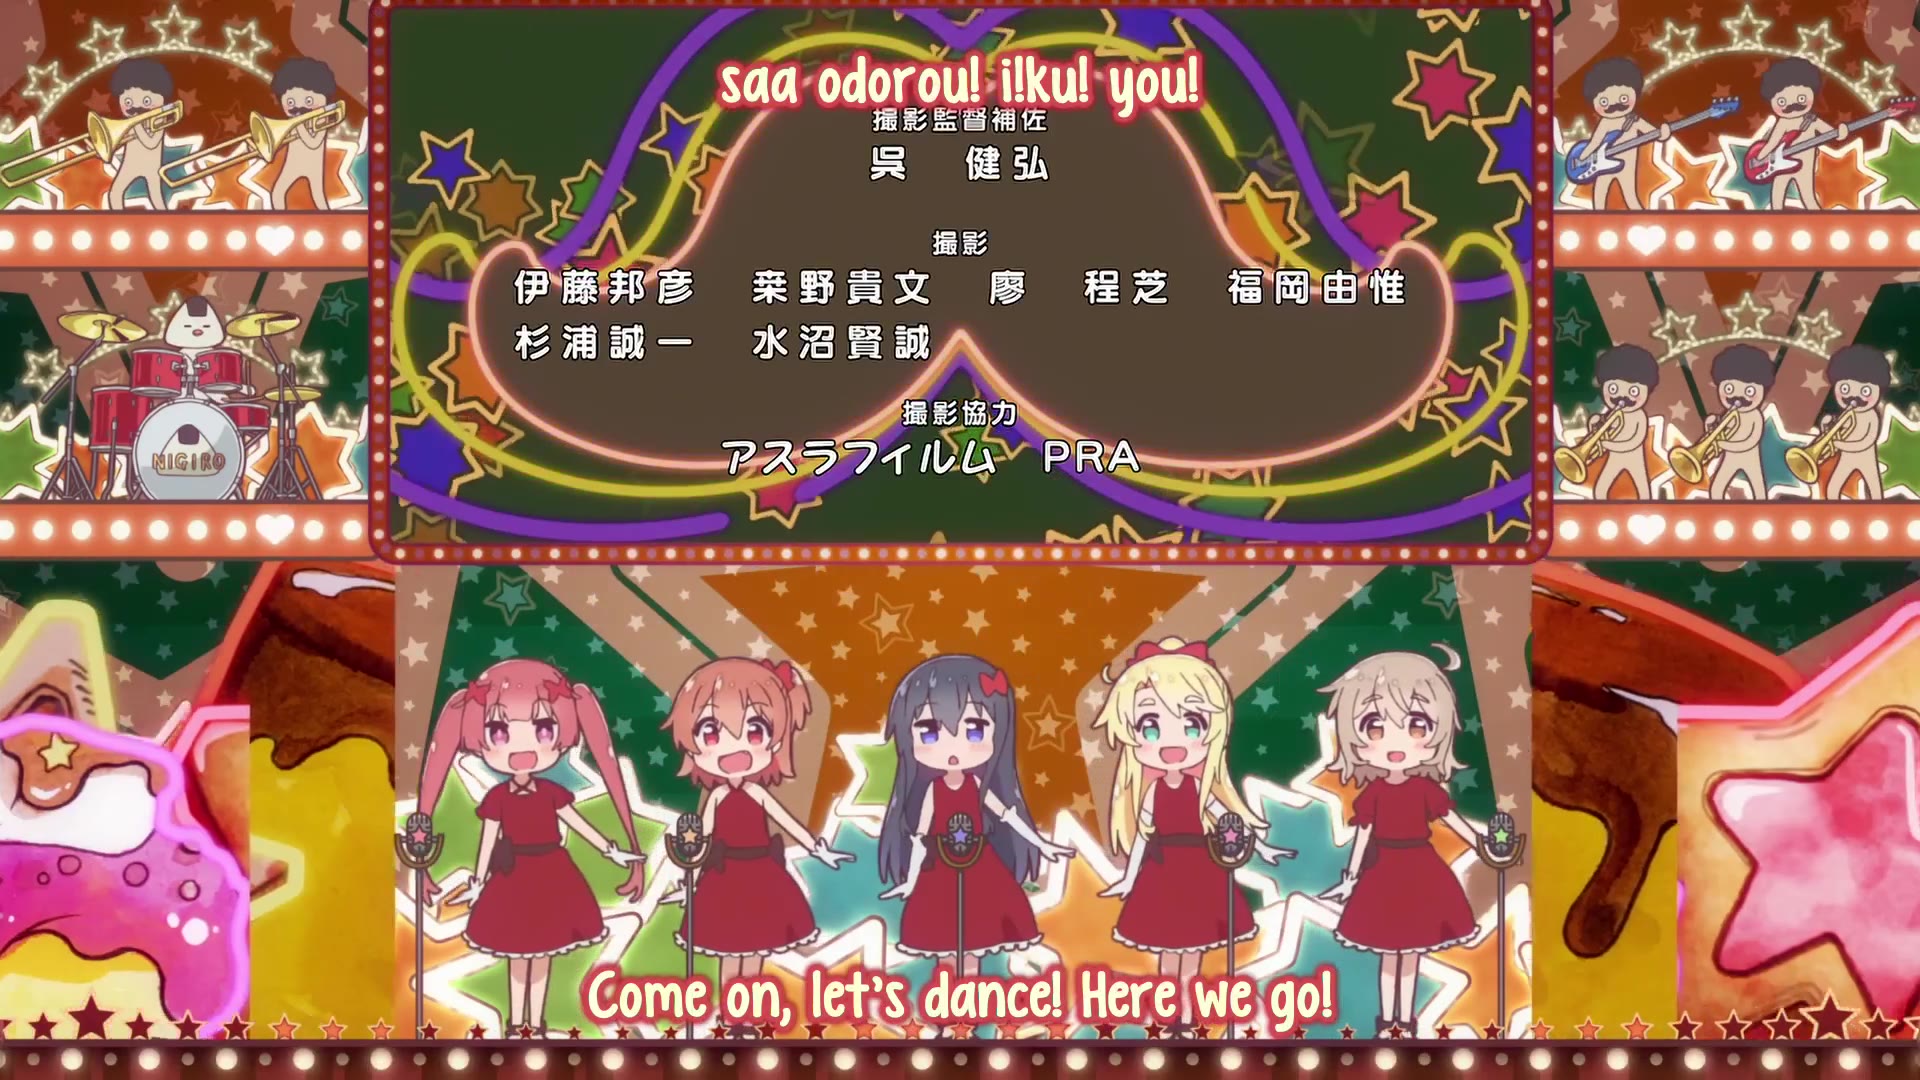 saa odorou! i!ku! you!
撮影監督補佐
呉　健弘
撮影
伊藤邦彦　桒野貴文　廖　程芝　福岡由惟
杉浦誠一　水沼賢誠
撮影協力
アスラフィルム　PRA
NIGIRO
Come on, let's dance! Here we go!